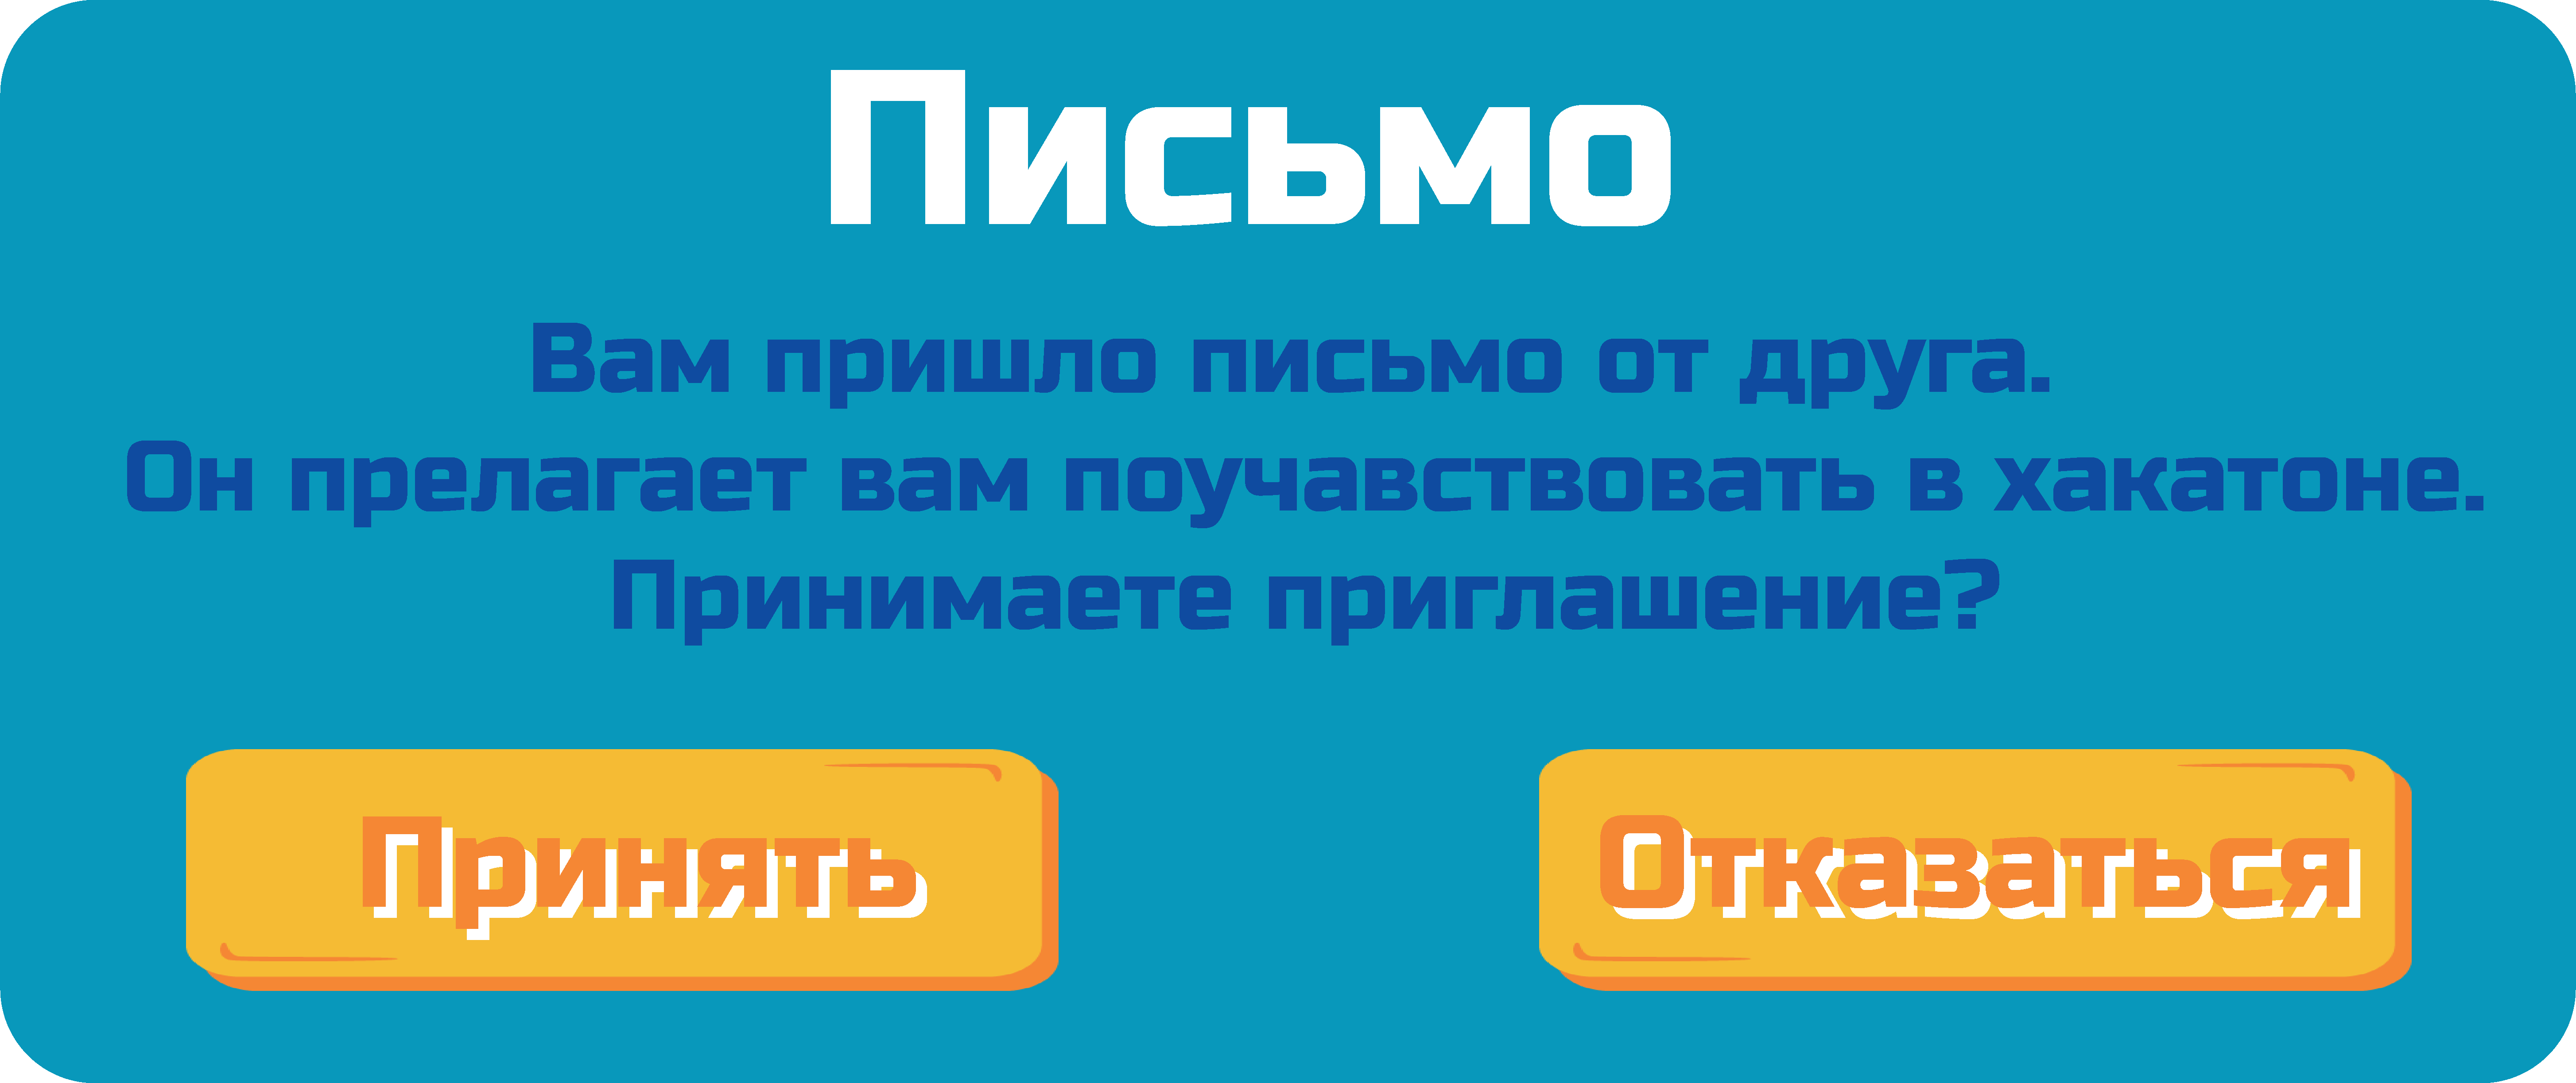 Письмо
Вам пришло письмо от друга.
Он прелагает вам поучавствовать в хакатоне.
Принимаете приглашение?
Принять
Отказаться